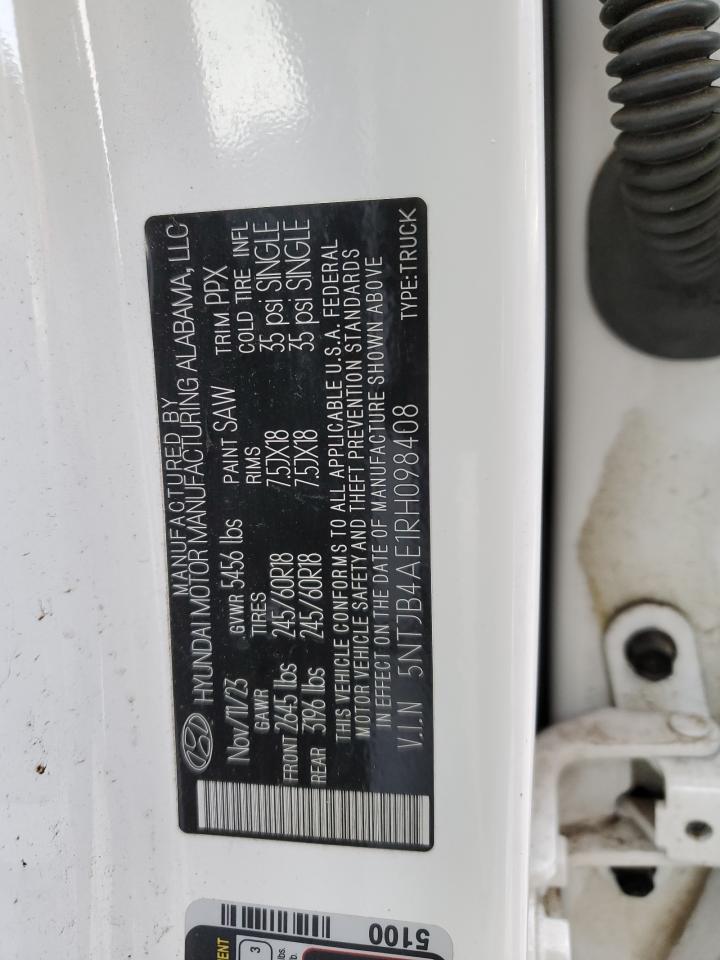 MANUFACTURED BY
HYUNDAI MOTOR MANUFACTURING ALABAMA, LLC
Nov/11/23 GVWR 5456 lbs PAINT SAW TRIM PPX
GAWR TIRES RIMS COLD TIRE INFL
FRONT 2645 lbs 245/60R18 7.5JX18 35 psi SINGLE
REAR 3196 lbs 245/60R18 7.5JX18 35 psi SINGLE
THIS VEHICLE CONFORMS TO ALL APPLICABLE U.S.A. FEDERAL
MOTOR VEHICLE SAFETY AND THEFT PREVENTION STANDARDS
IN EFFECT ON THE DATE OF MANUFACTURE SHOWN ABOVE
V.I.N 5NTJB4AE1RH098408 TYPE:TRUCK
5100
3
lbs.